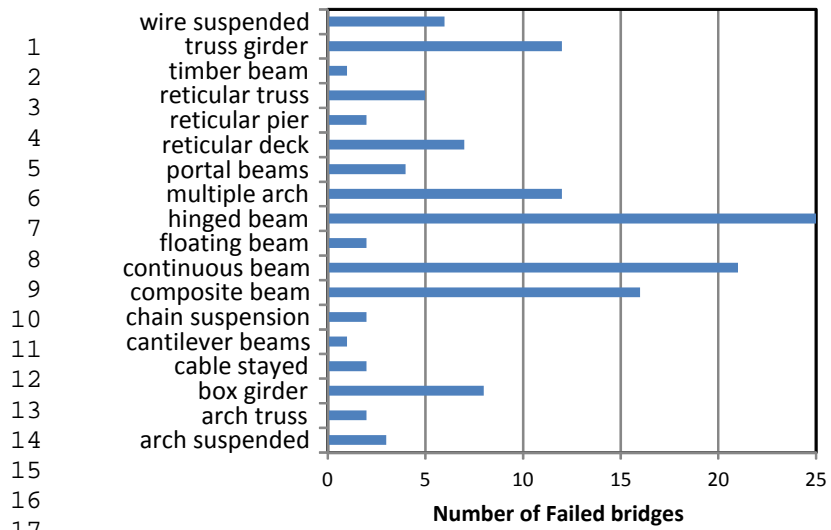 wire suspended
1 truss girder
2 timber beam
3 reticular truss
4 reticular pier
reticular deck
5 portal beams
6 multiple arch
7 hinged beam
floating beam
8 continuous beam
9 composite beam
10 chain suspension
11 cantilever beams
12 cable stayed
box girder
13 arch truss
14 arch suspended
15
0 5 10 15 20 25
16
Number of Failed bridges
17